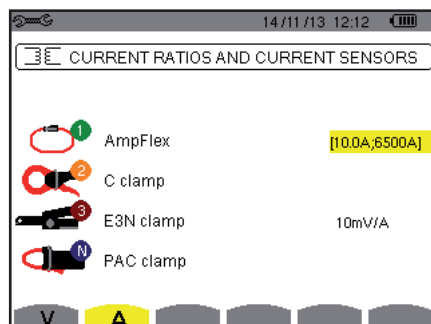 14/11/13 12:12
CURRENT RATIOS AND CURRENT SENSORS
1 AmpFlex [10.0A;6500A]
2 C clamp
3 E3N clamp 10mV/A
N PAC clamp
V A